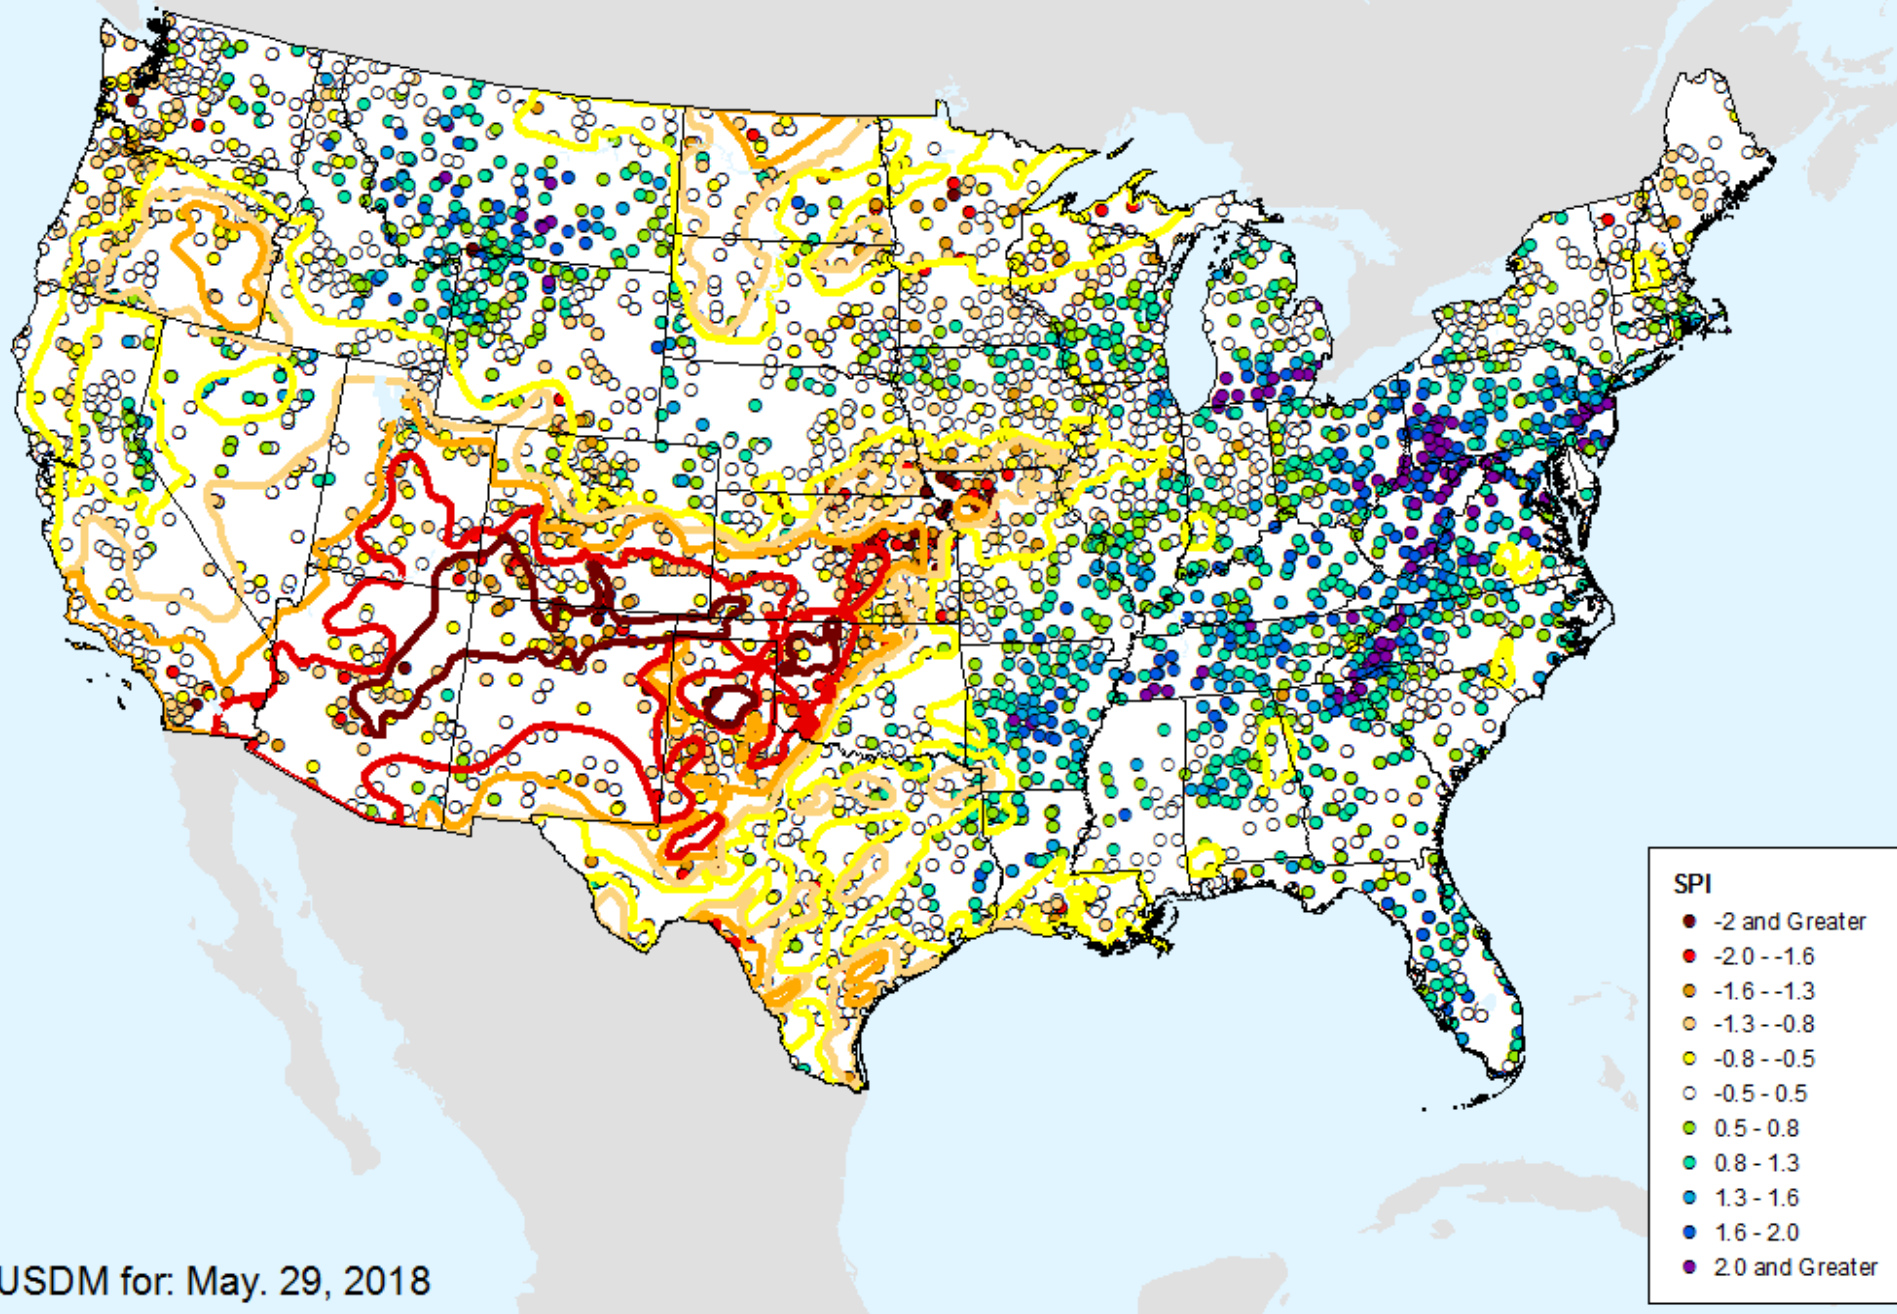 SPI
-2 and Greater
-2.0 - -1.6
-1.6 - -1.3
-1.3 - -0.8
-0.8 - -0.5
-0.5 - 0.5
0.5 - 0.8
0.8 - 1.3
1.3 - 1.6
1.6 - 2.0
2.0 and Greater
USDM for: May. 29, 2018